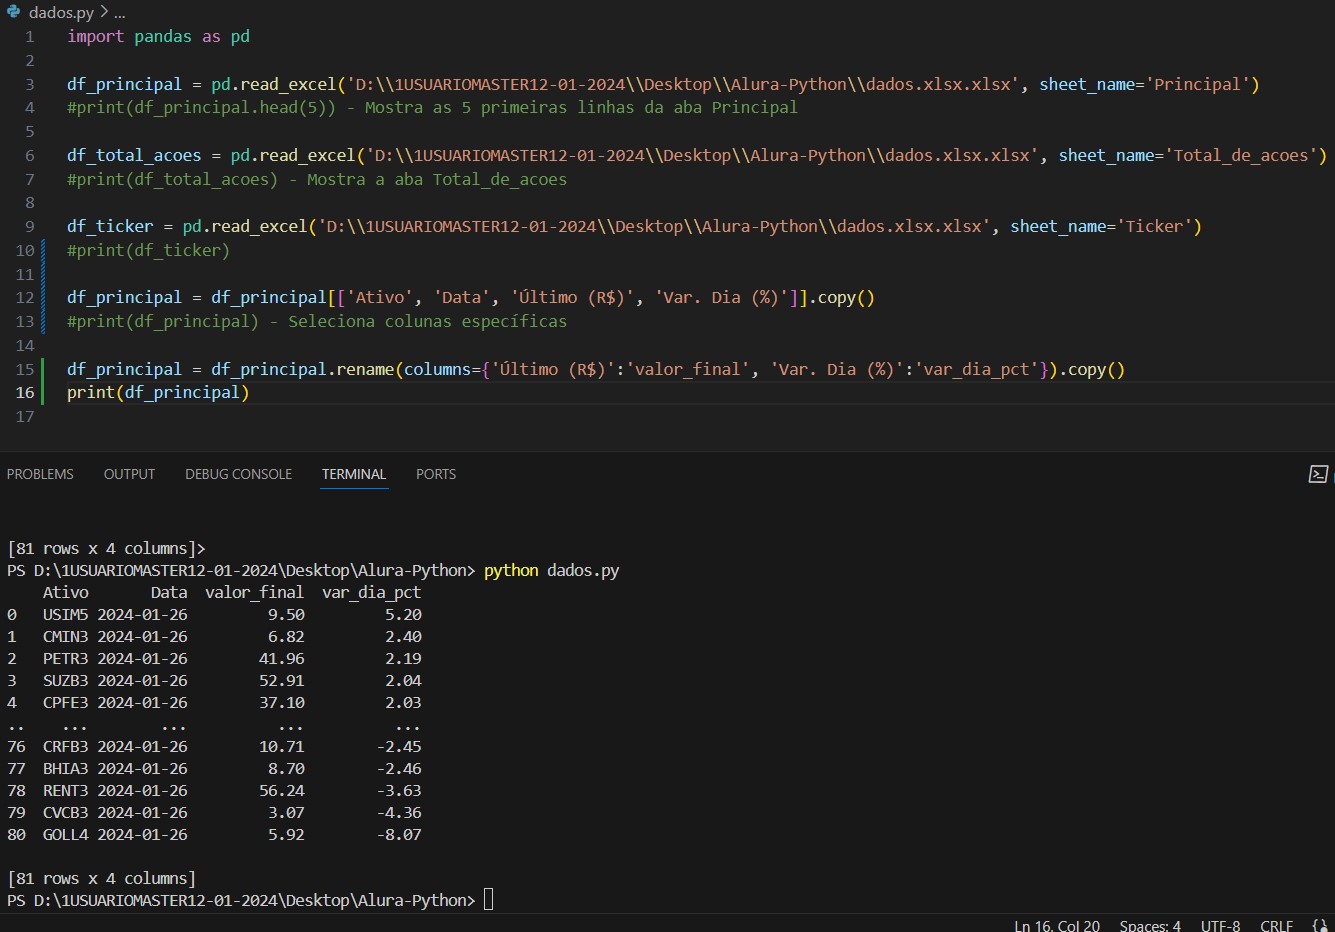 dados.py > ...
1 import pandas as pd
2
3 df_principal = pd.read_excel('D:\\1USUARIOMASTER12-01-2024\\Desktop\\Alura-Python\\dados.xlsx.xlsx', sheet_name='Principal')
4 #print(df_principal.head(5)) - Mostra as 5 primeiras linhas da aba Principal
5
6 df_total_acoes = pd.read_excel('D:\\1USUARIOMASTER12-01-2024\\Desktop\\Alura-Python\\dados.xlsx.xlsx', sheet_name='Total_de_acoes')
7 #print(df_total_acoes) - Mostra a aba Total_de_acoes
8
9 df_ticker = pd.read_excel('D:\\1USUARIOMASTER12-01-2024\\Desktop\\Alura-Python\\dados.xlsx.xlsx', sheet_name='Ticker')
10 #print(df_ticker)
11
12 df_principal = df_principal[['Ativo', 'Data', 'Último (R$)', 'Var. Dia (%)']].copy()
13 #print(df_principal) - Seleciona colunas específicas
14
15 df_principal = df_principal.rename(columns={'Último (R$)':'valor_final', 'Var. Dia (%)':'var_dia_pct'}).copy()
16 print(df_principal)
17
PROBLEMS OUTPUT DEBUG CONSOLE TERMINAL PORTS
[81 rows x 4 columns]>
PS D:\1USUARIOMASTER12-01-2024\Desktop\Alura-Python> python dados.py
Ativo Data valor_final var_dia_pct
0 USIM5 2024-01-26 9.50 5.20
1 CMIN3 2024-01-26 6.82 2.40
2 PETR3 2024-01-26 41.96 2.19
3 SUZB3 2024-01-26 52.91 2.04
4 CPFE3 2024-01-26 37.10 2.03
.. ... ... ... ...
76 CRFB3 2024-01-26 10.71 -2.45
77 BHIA3 2024-01-26 8.70 -2.46
78 RENT3 2024-01-26 56.24 -3.63
79 CVCB3 2024-01-26 3.07 -4.36
80 GOLL4 2024-01-26 5.92 -8.07
[81 rows x 4 columns]
PS D:\1USUARIOMASTER12-01-2024\Desktop\Alura-Python>
Ln 16, Col 20 Spaces: 4 UTF-8 CRLF {}